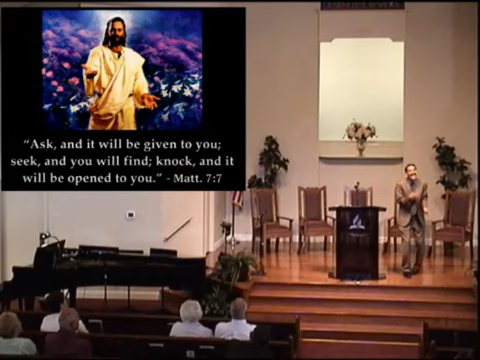 “Ask, and it will be given to you;
seek, and you will find; knock, and it
will be opened to you.” - Matt. 7:7